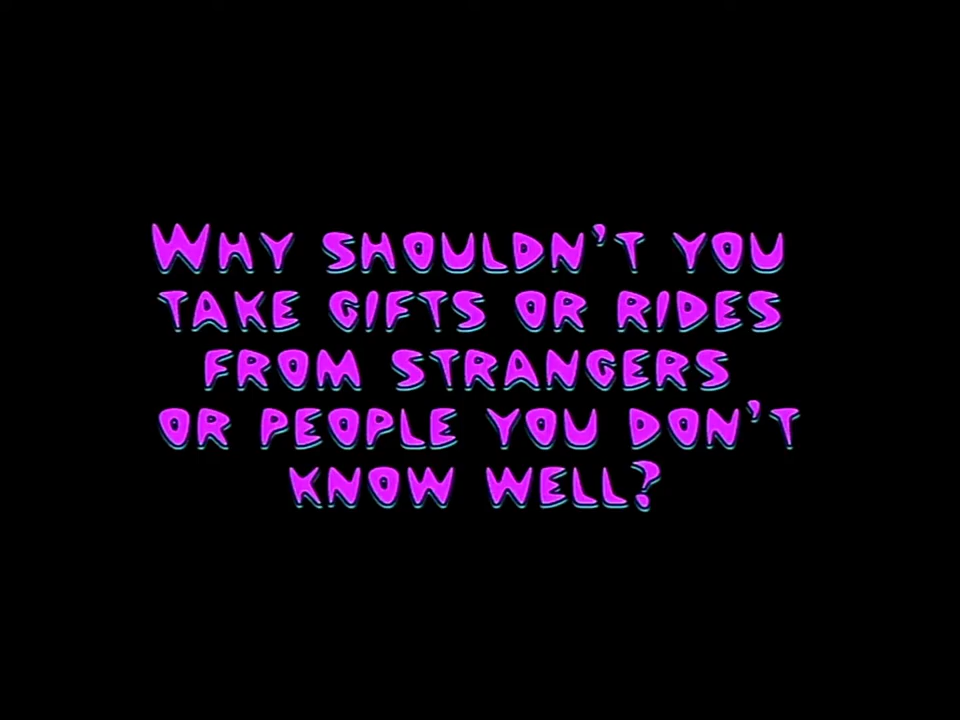 Why shouldn't you
take gifts or rides
from strangers
or people you don't
know well?